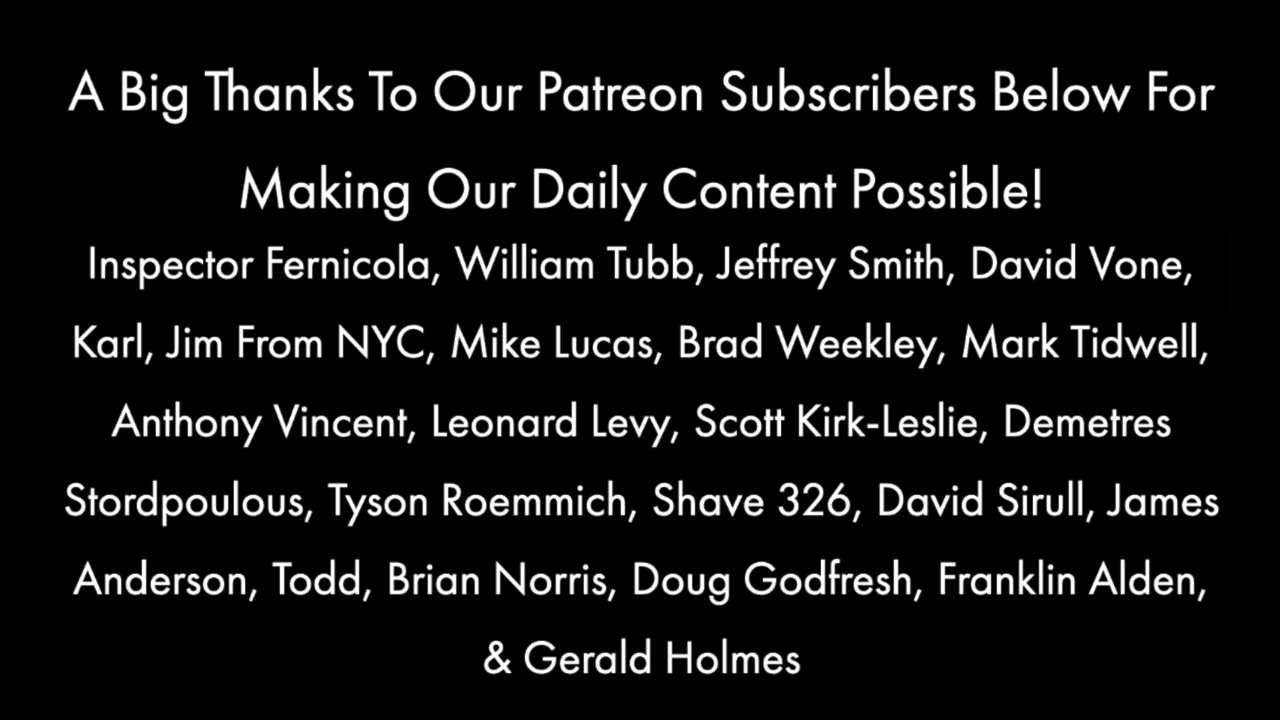 A Big Thanks To Our Patreon Subscribers Below For
Making Our Daily Content Possible!
Inspector Fernicola, William Tubb, Jeffrey Smith, David Vone,
Karl, Jim From NYC, Mike Lucas, Brad Weekley, Mark Tidwell,
Anthony Vincent, Leonard Levy, Scott Kirk-Leslie, Demetres
Stordpoulous, Tyson Roemmich, Shave 326, David Sirull, James
Anderson, Todd, Brian Norris, Doug Godfresh, Franklin Alden,
& Gerald Holmes